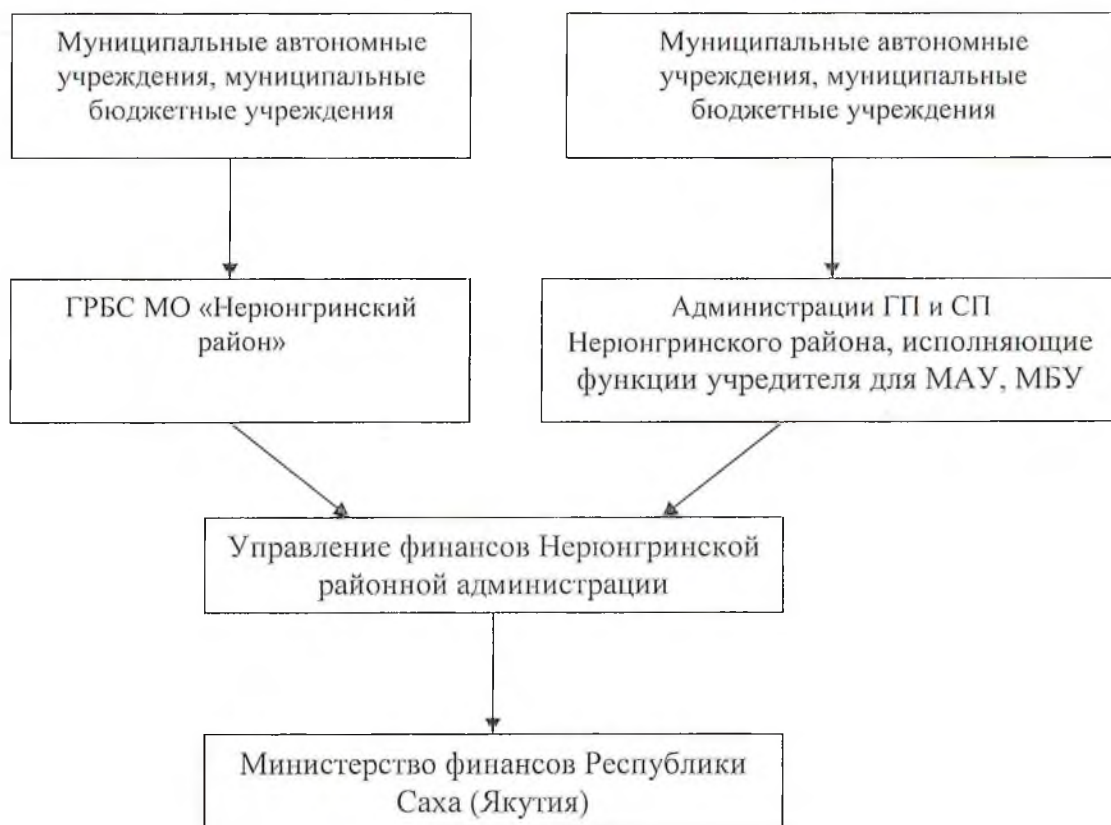 Муниципальные автономные
учреждения, муниципальные
бюджетные учреждения
Муниципальные автономные
учреждения, муниципальные
бюджетные учреждения
ГРБС МО «Нерюнгринский
район»
Администрации ГП и СП
Нерюнгринского района, исполняющие
функции учредителя для МАУ, МБУ
Управление финансов Нерюнгринской
районной администрации
Министерство финансов Республики
Саха (Якутия)